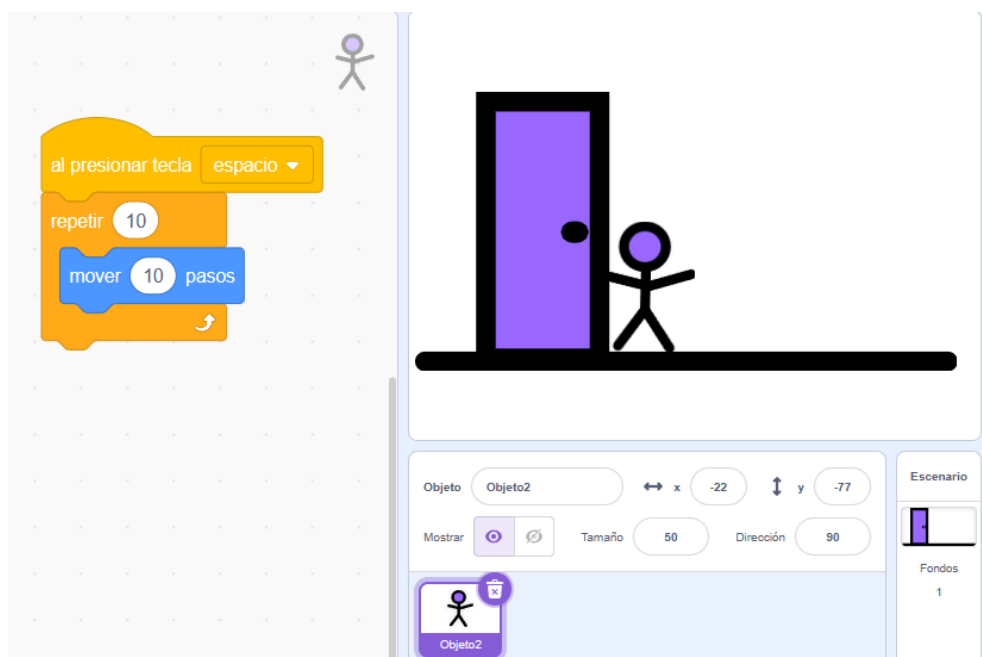 al presionar tecla espacio
repetir 10
mover 10 pasos
Objeto Objeto2 x -22 y -77
Mostrar Tamaño 50 Dirección 90
Objeto2
Escenario
Fondos
1